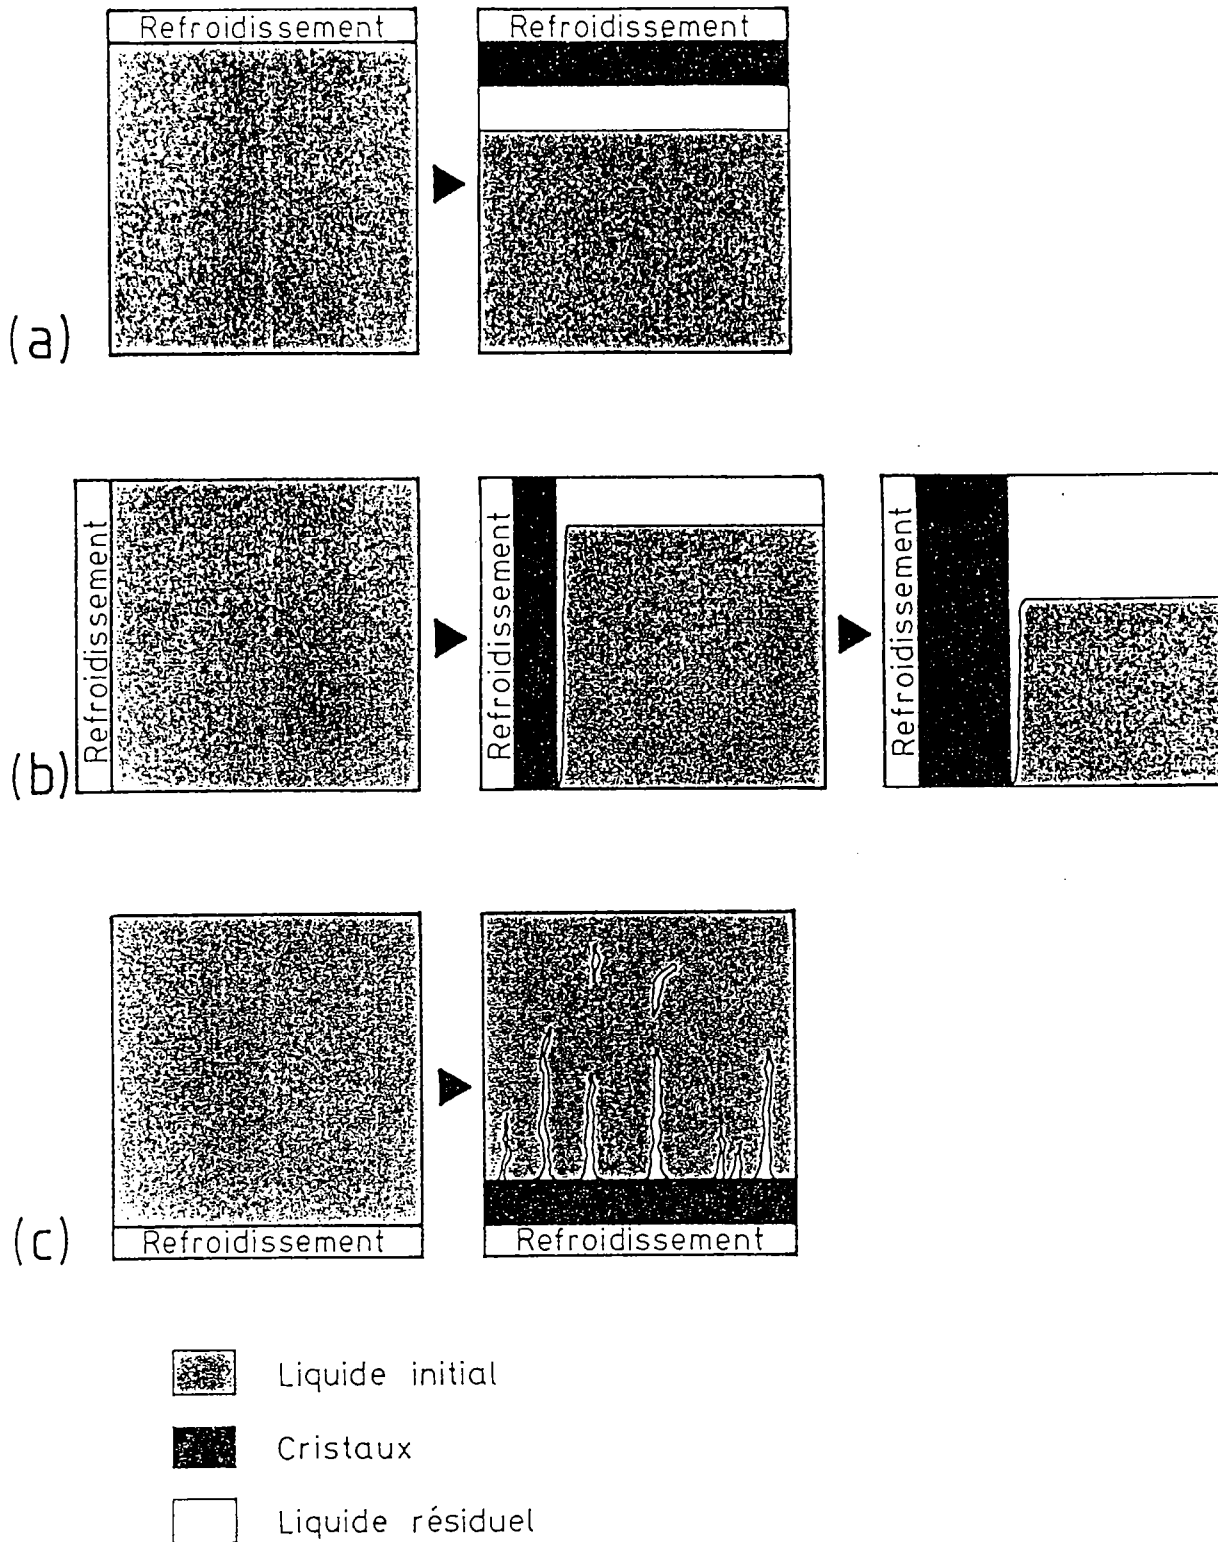 Refroidissement
Refroidissement
(a)
Refroidissement
Refroidissement
Refroidissement
(b)
Refroidissement
Refroidissement
(c)
Liquide initial
Cristaux
Liquide résiduel